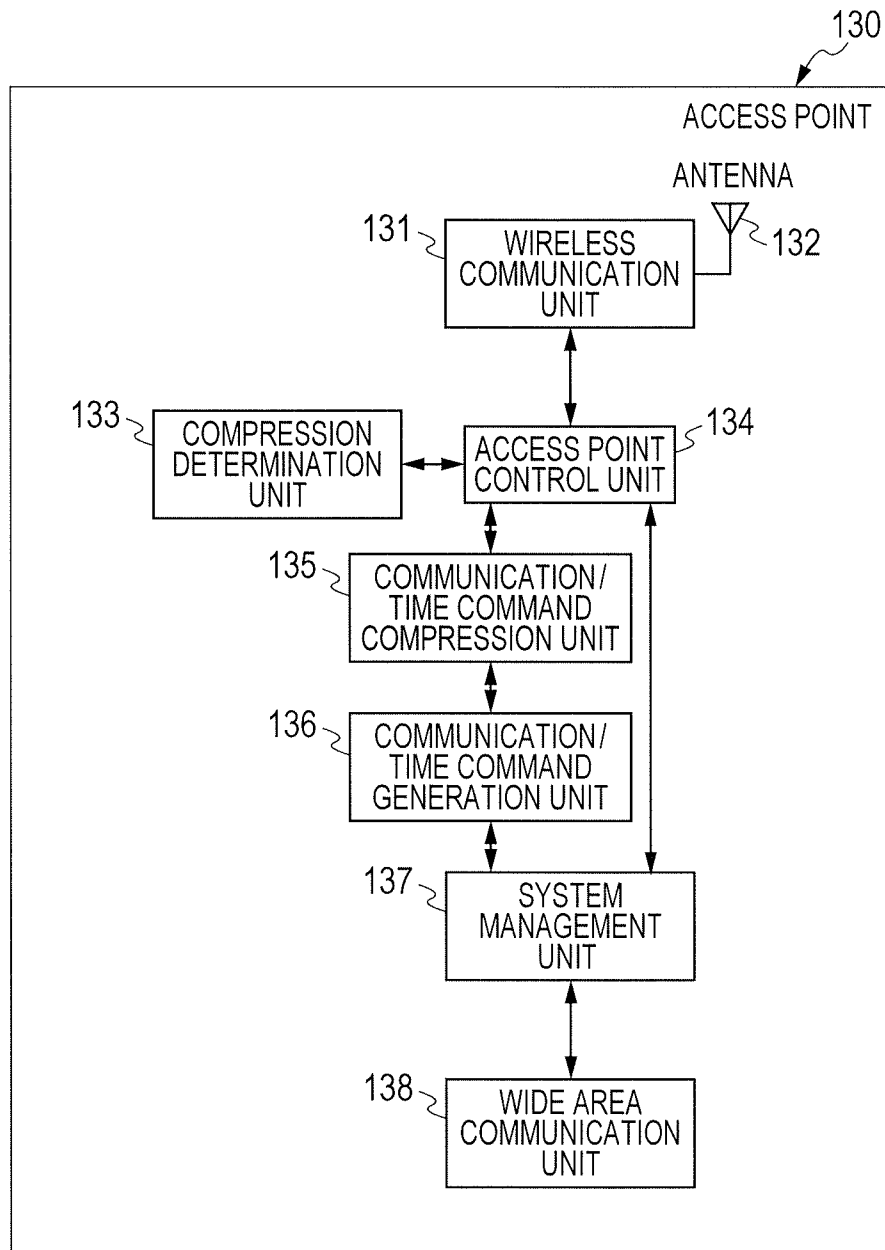 130
ACCESS POINT
ANTENNA
131
WIRELESS
COMMUNICATION
UNIT
132
133
COMPRESSION
DETERMINATION
UNIT
134
ACCESS POINT
CONTROL UNIT
135
COMMUNICATION/
TIME COMMAND
COMPRESSION UNIT
136
COMMUNICATION/
TIME COMMAND
GENERATION UNIT
137
SYSTEM
MANAGEMENT
UNIT
138
WIDE AREA
COMMUNICATION
UNIT